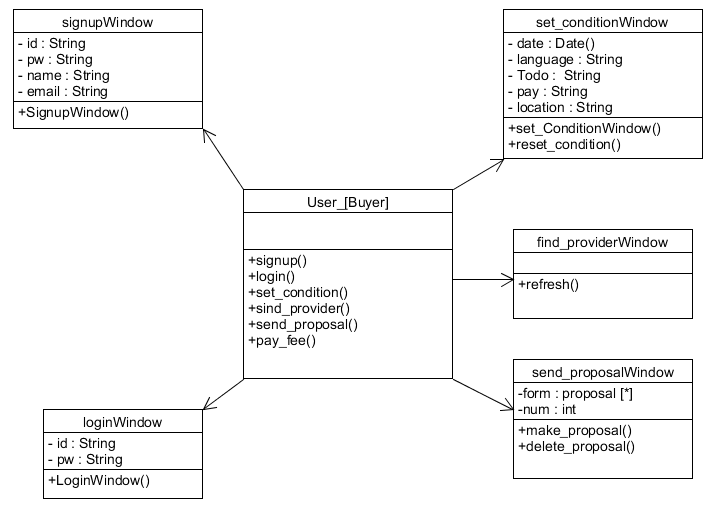 signupWindow
- id : String
- pw : String
- name : String
- email : String
+SignupWindow()
set_conditionWindow
- date : Date()
- language : String
- Todo :  String
- pay : String
- location : String
+set_ConditionWindow()
+reset_condition()
User_[Buyer]
+signup()
+login()
+set_condition()
+sind_provider()
+send_proposal()
+pay_fee()
find_providerWindow
+refresh()
loginWindow
- id : String
- pw : String
+LoginWindow()
send_proposalWindow
-form : proposal [*]
-num : int
+make_proposal()
+delete_proposal()